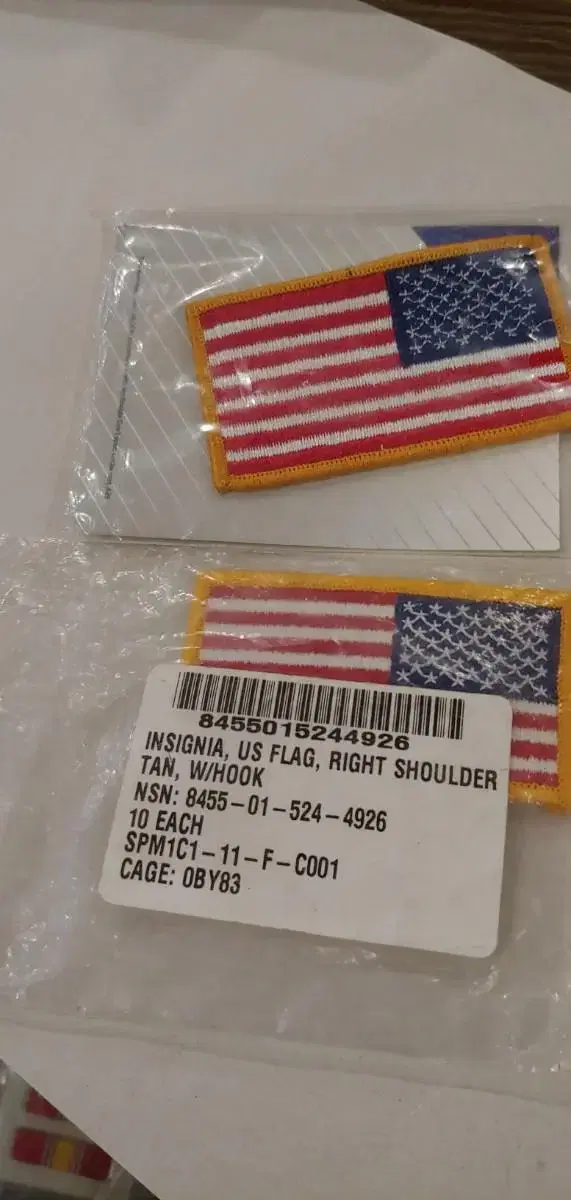 8455015244926
INSIGNIA, US FLAG, RIGHT SHOULDER
TAN, W/HOOK
NSN: 8455-01-524-4926
10 EACH
SPM1C1-11-F-C001
CAGE: 0BY83